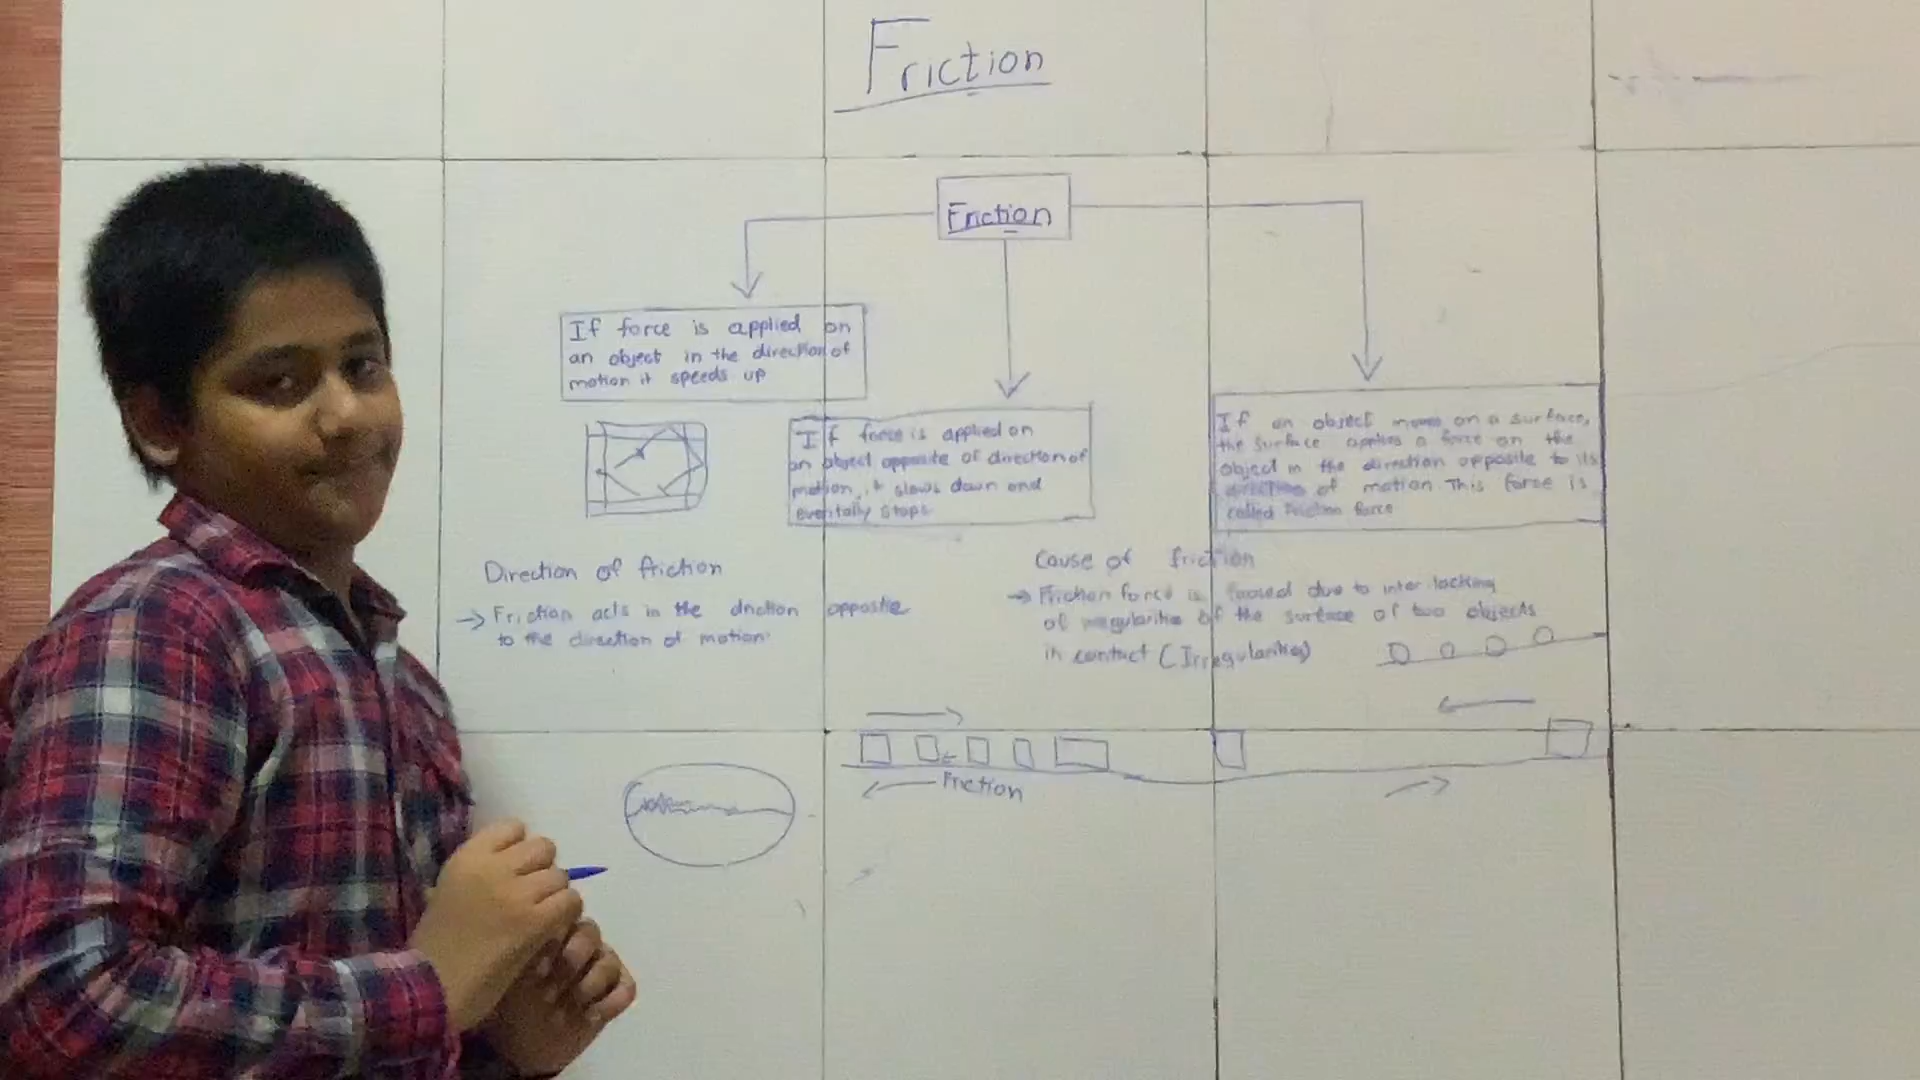 Friction
Friction
If force is applied on
an object in the direction of
motion it speeds up
If force is applied on
an object opposite of direction of
motion, it slows down and
eventally stops
If an object moves on a surface,
the surface applies a force on the
object in the direction opposite to its
direction of motion This force is
called Friction force
Direction of friction
→ Friction acts in the driction opposite
to the direction of motion
Cause of friction
→ Friction force is due to inter locking
of irregularities of the surface of two objects
in contact (Irregularities)
Friction